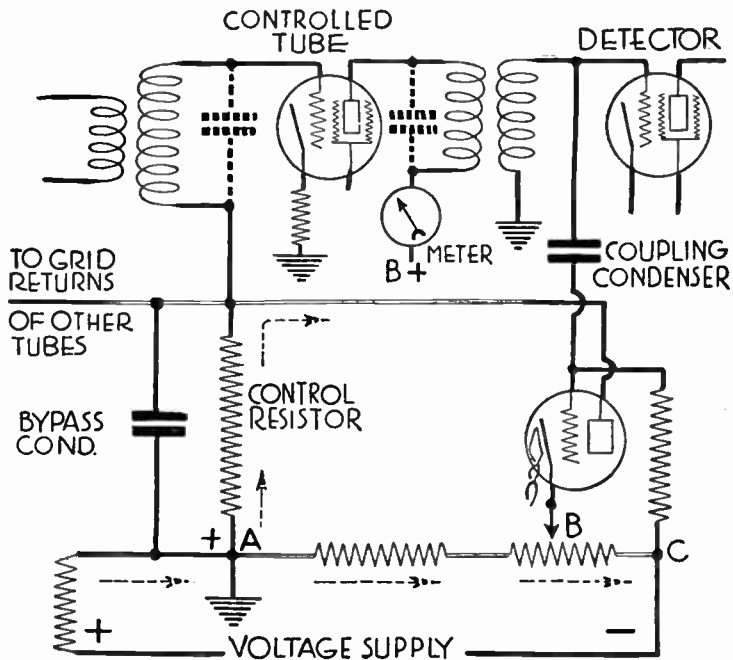 CONTROLLED
TUBE
DETECTOR
METER
B+
COUPLING
CONDENSER
TO GRID
RETURNS
OF OTHER
TUBES
CONTROL
RESISTOR
BYPASS
COND.
+ A
B
C
+
VOLTAGE SUPPLY
−